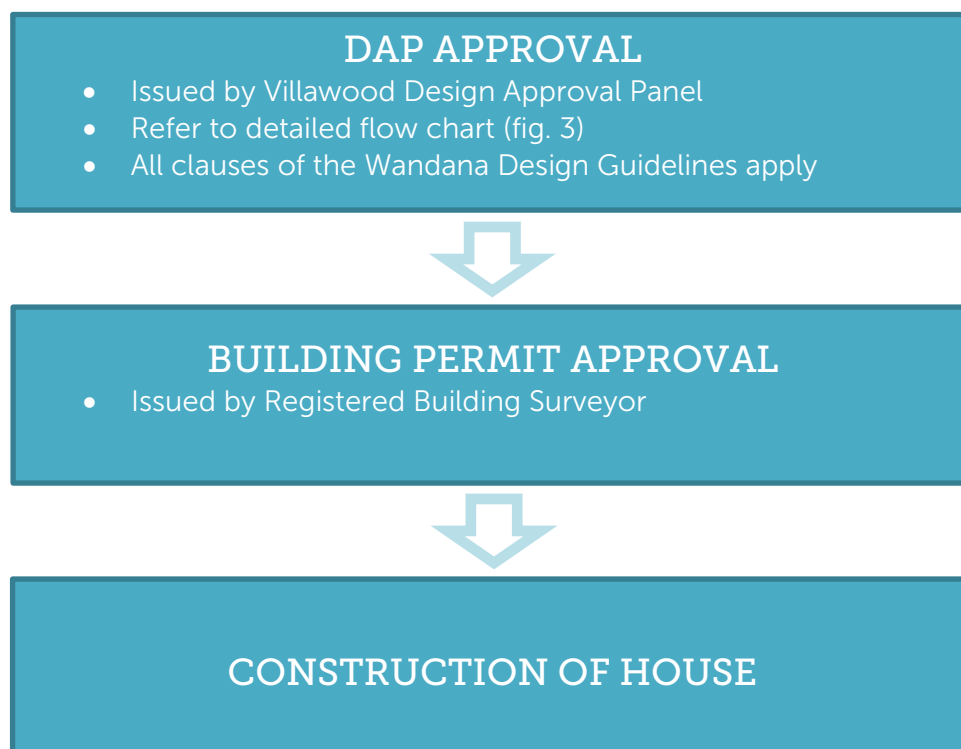 DAP APPROVAL
• Issued by Villawood Design Approval Panel
• Refer to detailed flow chart (fig. 3)
• All clauses of the Wandana Design Guidelines apply
BUILDING PERMIT APPROVAL
• Issued by Registered Building Surveyor
CONSTRUCTION OF HOUSE